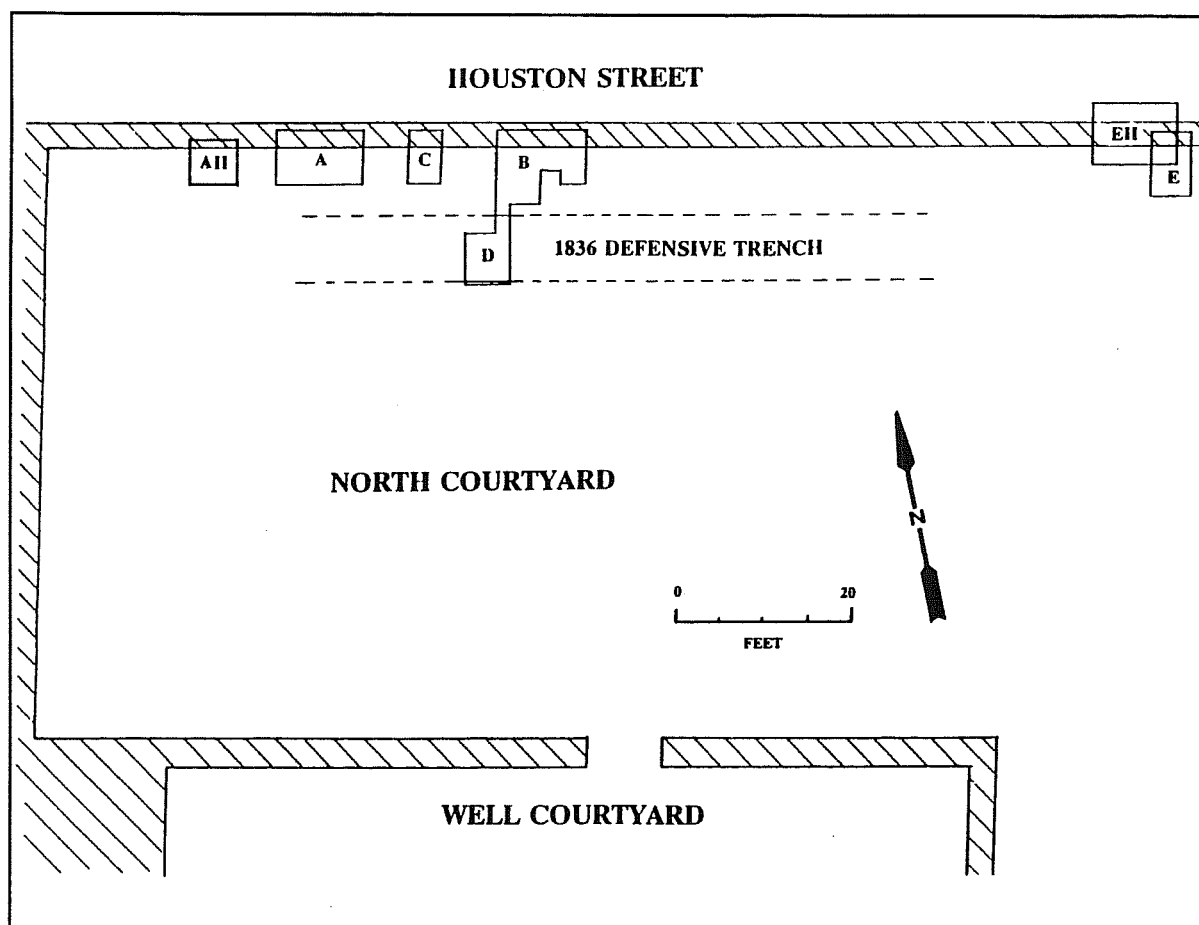 HOUSTON STREET
AII A C B EII
E
D 1836 DEFENSIVE TRENCH
NORTH COURTYARD
N
0 20
FEET
WELL COURTYARD